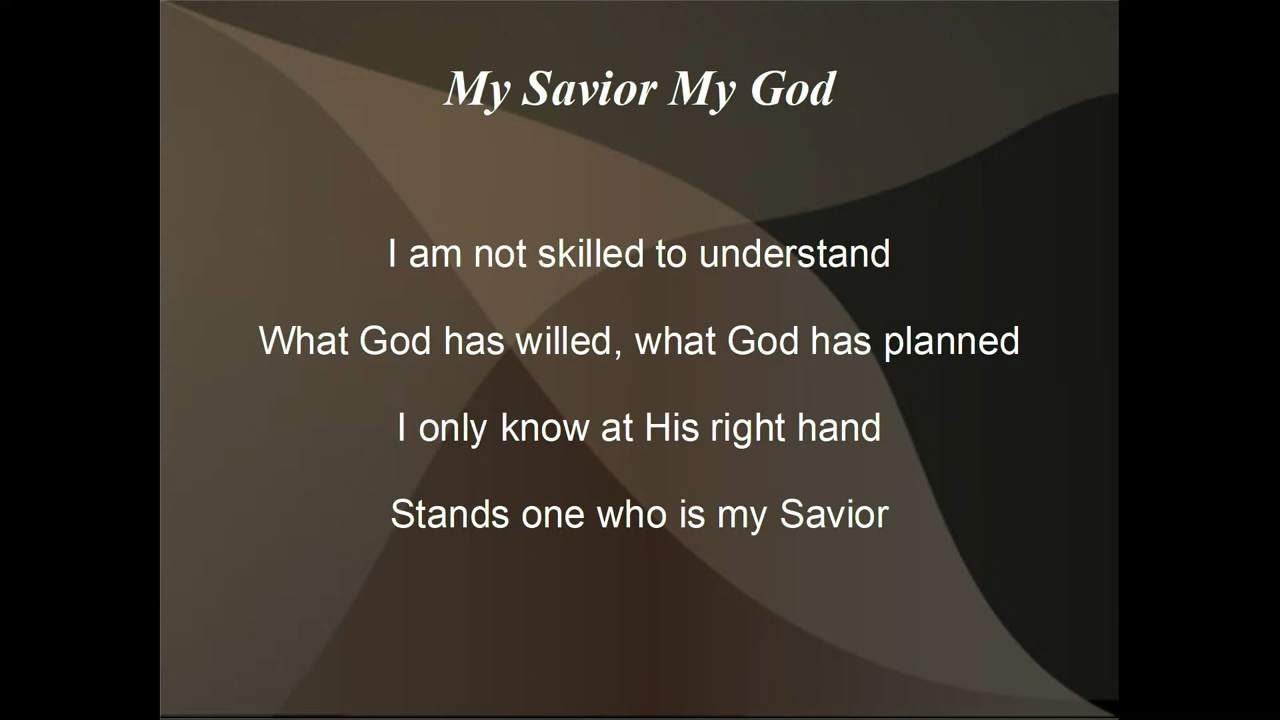 My Savior My God
I am not skilled to understand
What God has willed, what God has planned
I only know at His right hand
Stands one who is my Savior